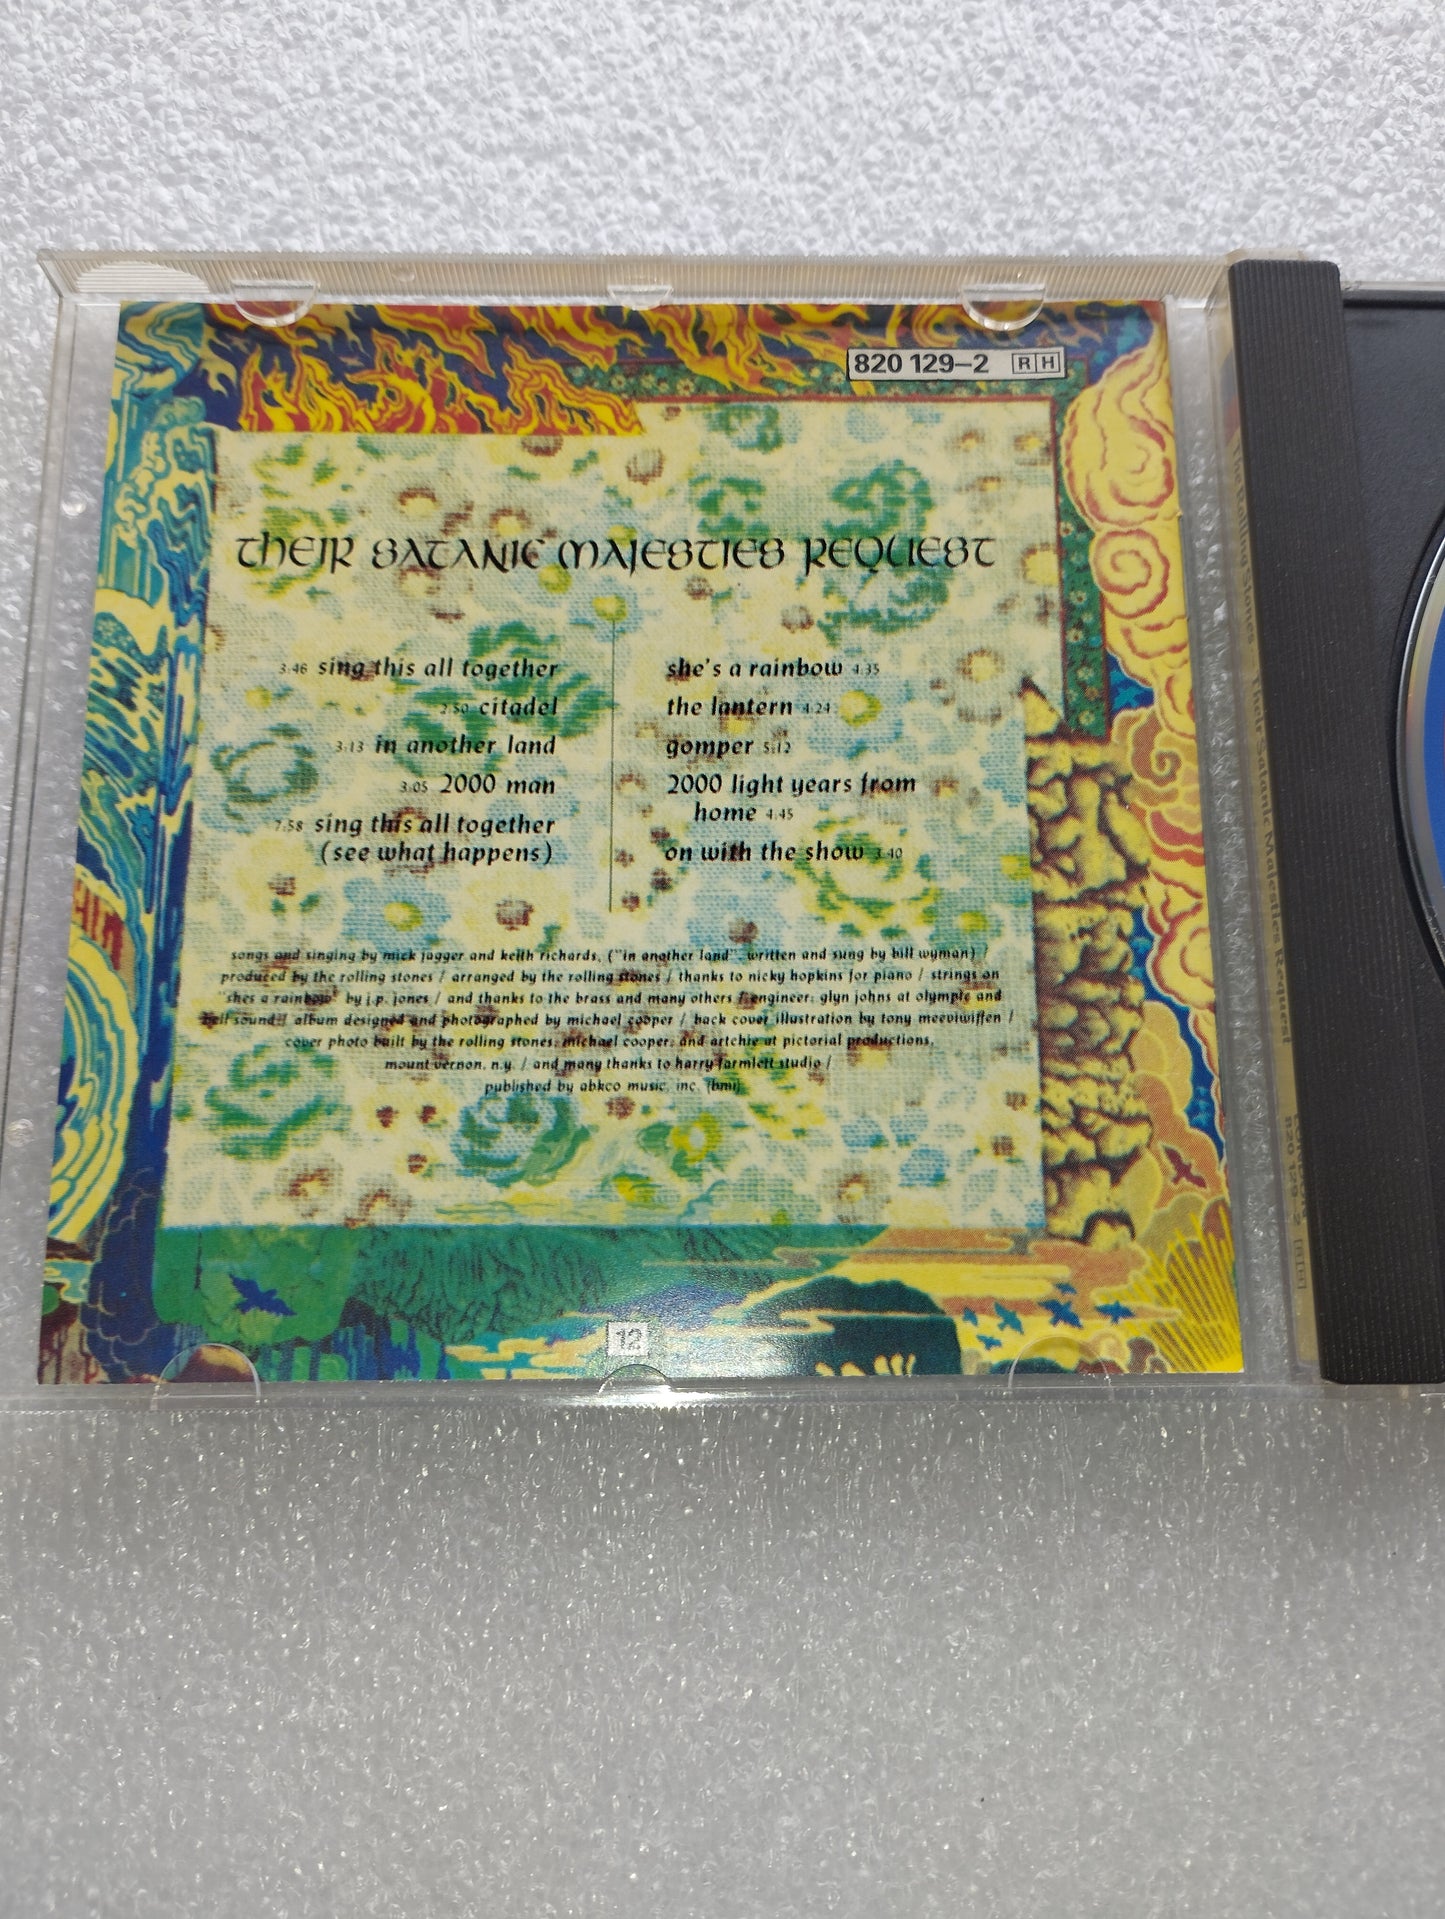 820 129–2 R H
THEIR SATANIC MAJESTIES REQUEST
3.46 sing this all together
2.50 citadel
3.13 in another land
3.05 2000 man
7.58 sing this all together
(see what happens)
she's a rainbow 4.35
the lantern 4.24
gomper 5.12
2000 light years from
home 4.45
on with the show 3.40
songs and singing by mick jagger and keith richards, ("in another land", written and sung by bill wyman) /
produced by the rolling stones / arranged by the rolling stones / thanks to nicky hopkins for piano / strings on
"shes a rainbow" by j.p. jones / and thanks to the brass and many others / engineer: glyn johns at olympic and
bell sound / album designed and photographed by michael cooper / back cover illustration by tony meeviwiffen /
cover photo built by the rolling stones, michael cooper, and artchie at pictorial productions,
mount vernon, n.y. / and many thanks to harry farmlett studio /
published by abkco music, inc. (bmi)
12
The Rolling Stones - Their Satanic Majesties Request
820 129-2